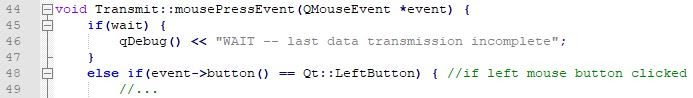 44 void Transmit::mousePressEvent(QMouseEvent *event) {
45 if(wait) {
46 qDebug() << "WAIT -- last data transmission incomplete";
47 }
48 else if(event->button() == Qt::LeftButton) { //if left mouse button clicked
49 //...